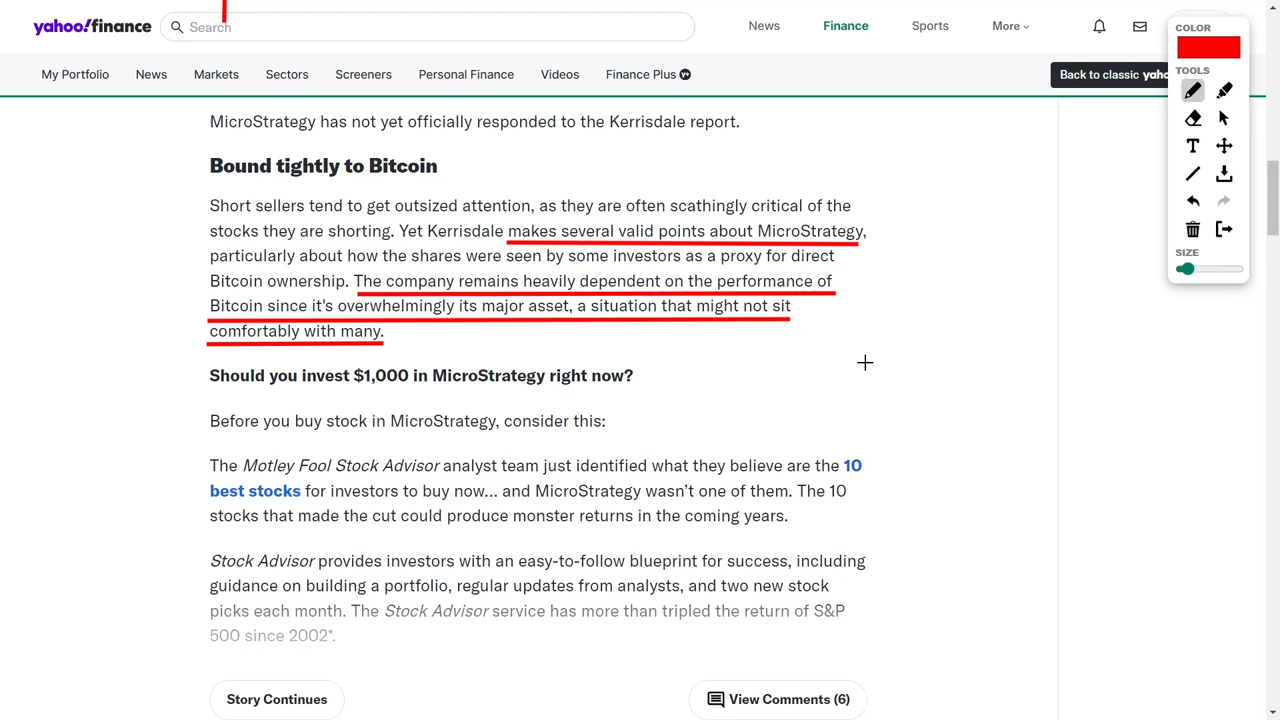 yahoo!finance
Search
News
Finance
Sports
More
COLOR
TOOLS
T
SIZE
My Portfolio
News
Markets
Sectors
Screeners
Personal Finance
Videos
Finance Plus Y+
Back to classic yaho
MicroStrategy has not yet officially responded to the Kerrisdale report.
Bound tightly to Bitcoin
Short sellers tend to get outsized attention, as they are often scathingly critical of the
stocks they are shorting. Yet Kerrisdale makes several valid points about MicroStrategy,
particularly about how the shares were seen by some investors as a proxy for direct
Bitcoin ownership. The company remains heavily dependent on the performance of
Bitcoin since it's overwhelmingly its major asset, a situation that might not sit
comfortably with many.
Should you invest $1,000 in MicroStrategy right now?
Before you buy stock in MicroStrategy, consider this:
The Motley Fool Stock Advisor analyst team just identified what they believe are the 10
best stocks for investors to buy now… and MicroStrategy wasn't one of them. The 10
stocks that made the cut could produce monster returns in the coming years.
Stock Advisor provides investors with an easy-to-follow blueprint for success, including
guidance on building a portfolio, regular updates from analysts, and two new stock
picks each month. The Stock Advisor service has more than tripled the return of S&P
500 since 2002*.
Story Continues
View Comments (6)